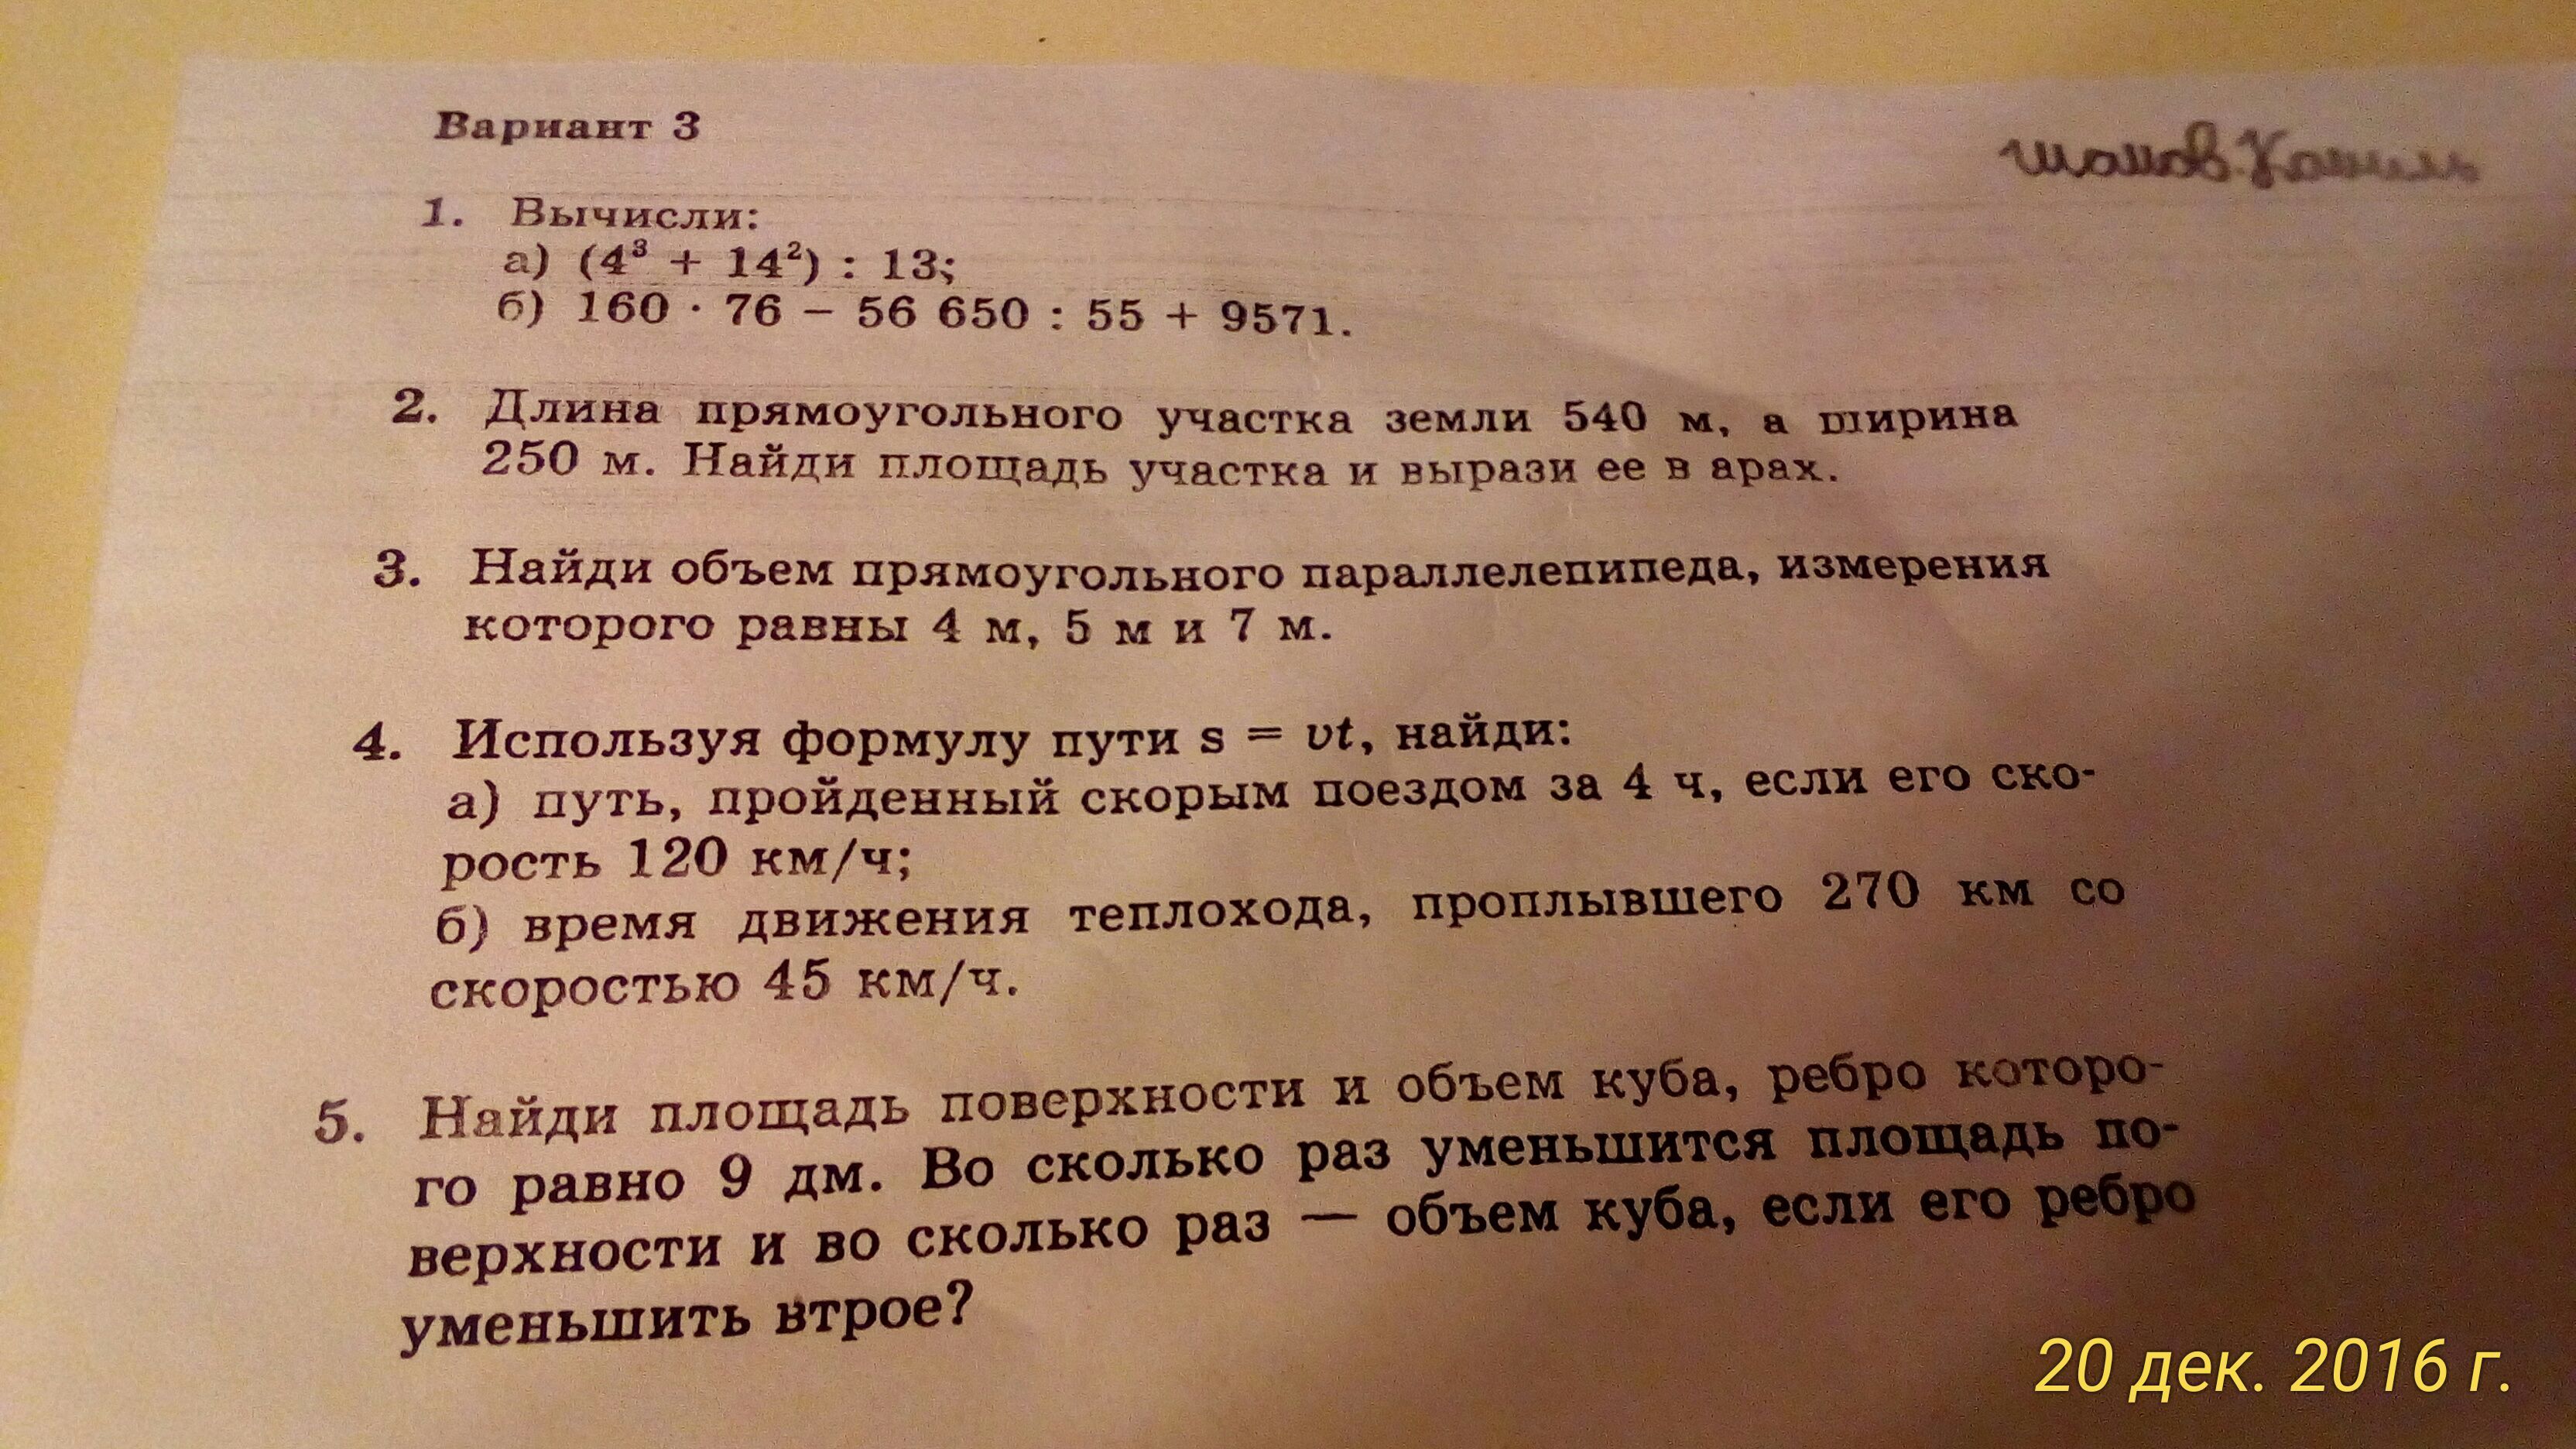 Вариант 3
1. Вычисли:
а) (4³ + 14²) : 13;
б) 160 · 76 – 56 650 : 55 + 9571.
2. Длина прямоугольного участка земли 540 м, а ширина
250 м. Найди площадь участка и вырази ее в арах.
3. Найди объем прямоугольного параллелепипеда, измерения
которого равны 4 м, 5 м и 7 м.
4. Используя формулу пути s = vt, найди:
а) путь, пройденный скорым поездом за 4 ч, если его ско-
рость 120 км/ч;
б) время движения теплохода, проплывшего 270 км со
скоростью 45 км/ч.
5. Найди площадь поверхности и объем куба, ребро которо-
го равно 9 дм. Во сколько раз уменьшится площадь по-
верхности и во сколько раз — объем куба, если его ребро
уменьшить втрое?
20 дек. 2016 г.